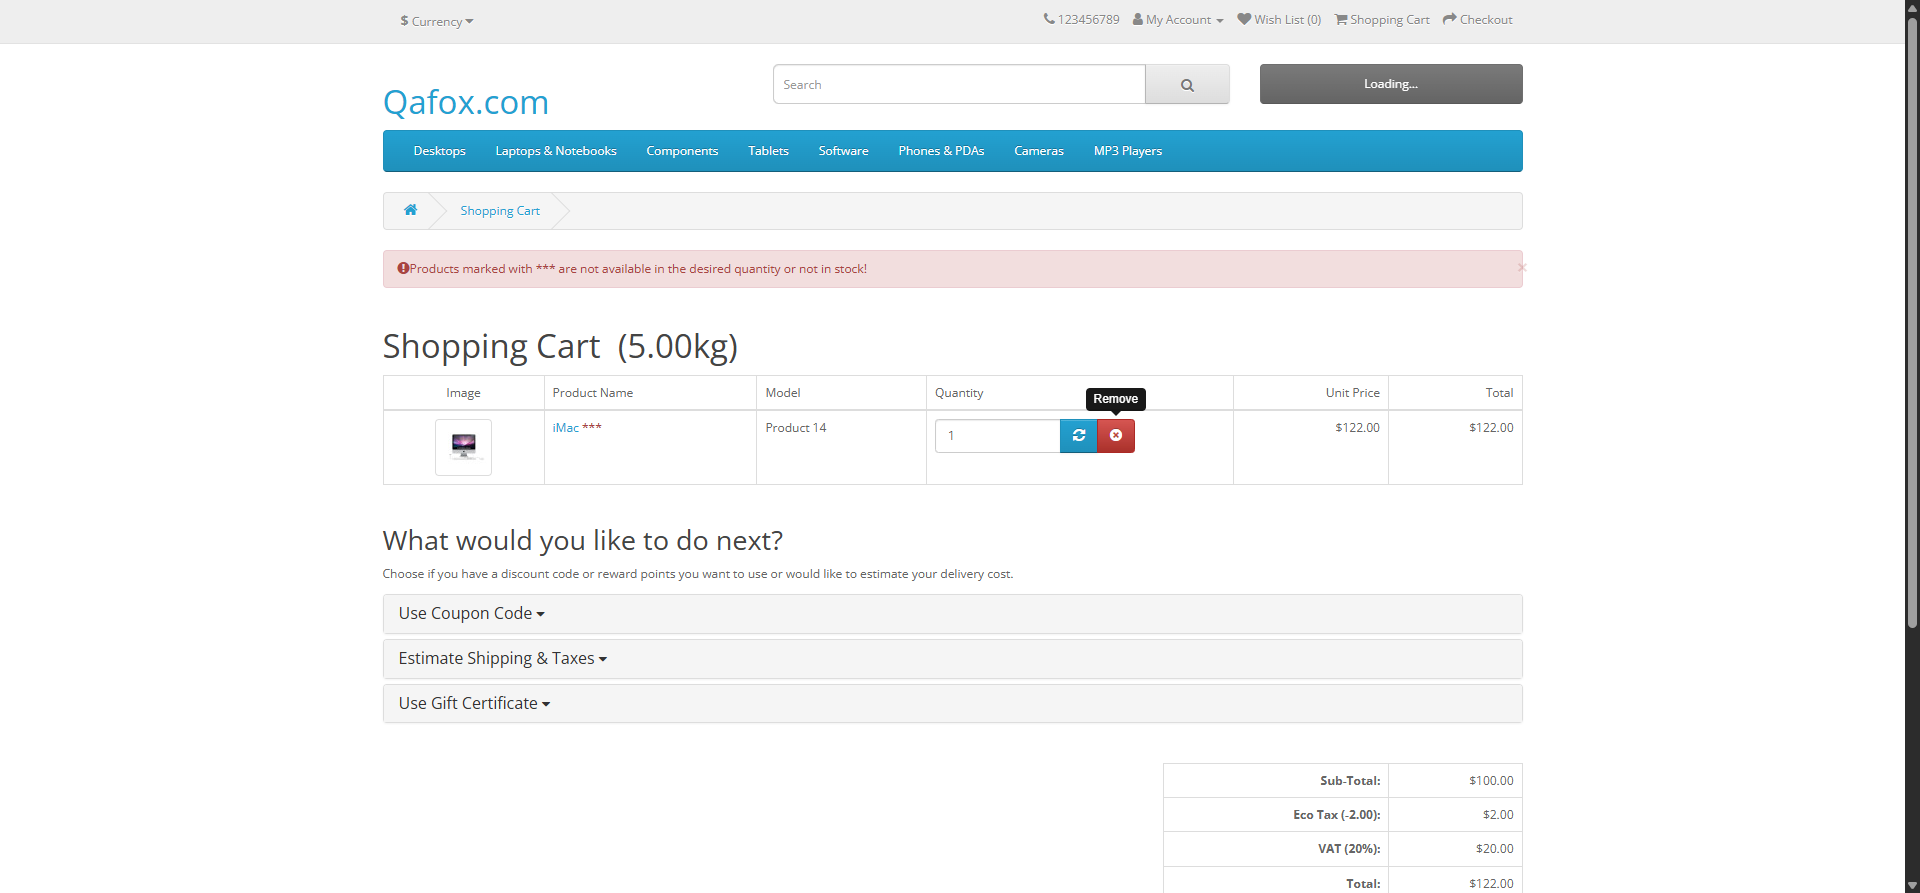 $ Currency
123456789 My Account Wish List (0) Shopping Cart Checkout
Qafox.com
Search
Loading...
Desktops Laptops & Notebooks Components Tablets Software Phones & PDAs Cameras MP3 Players
Shopping Cart
Products marked with *** are not available in the desired quantity or not in stock!
×
Shopping Cart (5.00kg)
Image Product Name Model Quantity Unit Price Total
Remove
iMac *** Product 14 1 $122.00 $122.00
What would you like to do next?
Choose if you have a discount code or reward points you want to use or would like to estimate your delivery cost.
Use Coupon Code
Estimate Shipping & Taxes
Use Gift Certificate
Sub-Total: $100.00
Eco Tax (-2.00): $2.00
VAT (20%): $20.00
Total: $122.00